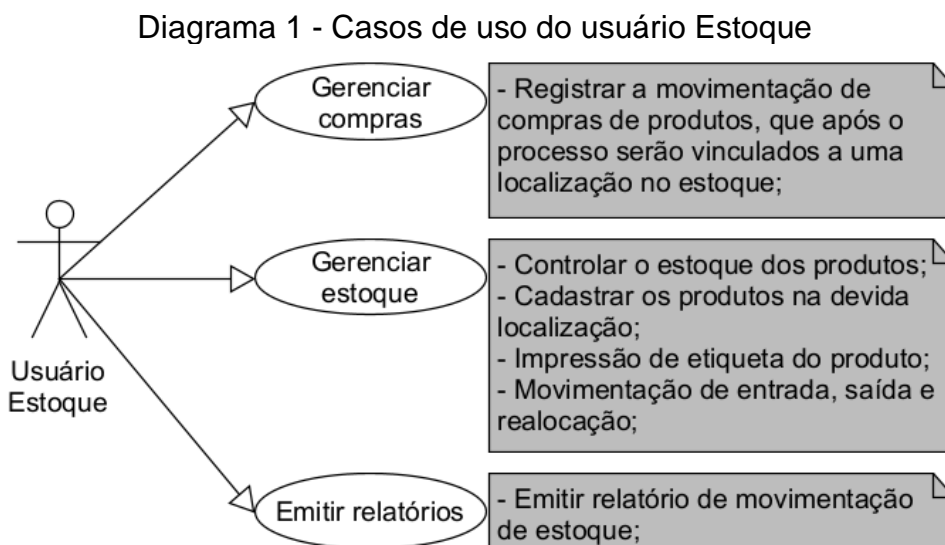 Diagrama 1 - Casos de uso do usuário Estoque
Gerenciar
compras
- Registrar a movimentação de
compras de produtos, que após o
processo serão vinculados a uma
localização no estoque;
Gerenciar
estoque
- Controlar o estoque dos produtos;
- Cadastrar os produtos na devida
localização;
- Impressão de etiqueta do produto;
- Movimentação de entrada, saída e
realocação;
Usuário
Estoque
Emitir relatórios
- Emitir relatório de movimentação
de estoque;